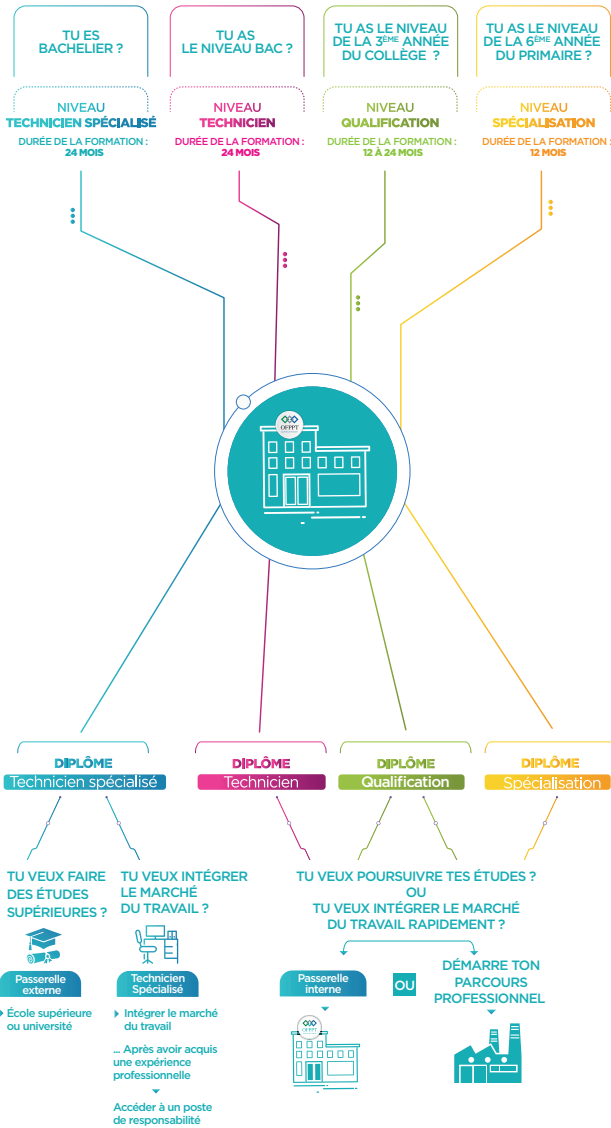 TU ES
BACHELIER ?
TU AS
LE NIVEAU BAC ?
TU AS LE NIVEAU
DE LA 3ÈME ANNÉE
DU COLLÈGE ?
TU AS LE NIVEAU
DE LA 6ÈME ANNÉE
DU PRIMAIRE ?
NIVEAU
TECHNICIEN SPÉCIALISÉ
DURÉE DE LA FORMATION :
24 MOIS
NIVEAU
TECHNICIEN
DURÉE DE LA FORMATION :
24 MOIS
NIVEAU
QUALIFICATION
DURÉE DE LA FORMATION :
12 À 24 MOIS
NIVEAU
SPÉCIALISATION
DURÉE DE LA FORMATION :
12 MOIS
OFPPT
DIPLÔME
Technicien spécialisé
DIPLÔME
Technicien
DIPLÔME
Qualification
DIPLÔME
Spécialisation
TU VEUX FAIRE
DES ÉTUDES
SUPÉRIEURES ?
Passerelle
externe
École supérieure
ou université
TU VEUX INTÉGRER
LE MARCHÉ
DU TRAVAIL ?
Technicien
Spécialisé
Intégrer le marché
du travail
... Après avoir acquis
une expérience
professionnelle
Accéder à un poste
de responsabilité
TU VEUX POURSUIVRE TES ÉTUDES ?
OU
TU VEUX INTÉGRER LE MARCHÉ
DU TRAVAIL RAPIDEMENT ?
Passerelle
interne
OFPPT
OU
DÉMARRE TON
PARCOURS
PROFESSIONNEL